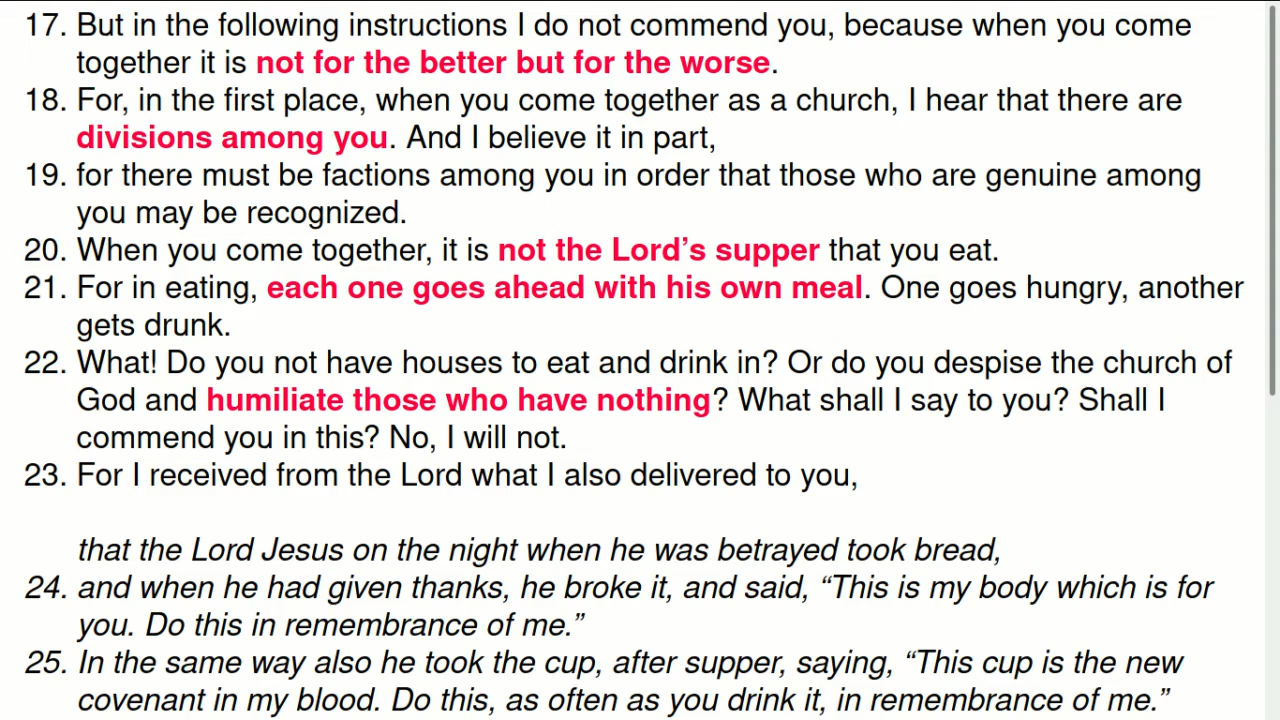 17. But in the following instructions I do not commend you, because when you come
together it is not for the better but for the worse.
18. For, in the first place, when you come together as a church, I hear that there are
divisions among you. And I believe it in part,
19. for there must be factions among you in order that those who are genuine among
you may be recognized.
20. When you come together, it is not the Lord’s supper that you eat.
21. For in eating, each one goes ahead with his own meal. One goes hungry, another
gets drunk.
22. What! Do you not have houses to eat and drink in? Or do you despise the church of
God and humiliate those who have nothing? What shall I say to you? Shall I
commend you in this? No, I will not.
23. For I received from the Lord what I also delivered to you,
that the Lord Jesus on the night when he was betrayed took bread,
24. and when he had given thanks, he broke it, and said, “This is my body which is for
you. Do this in remembrance of me.”
25. In the same way also he took the cup, after supper, saying, “This cup is the new
covenant in my blood. Do this, as often as you drink it, in remembrance of me.”